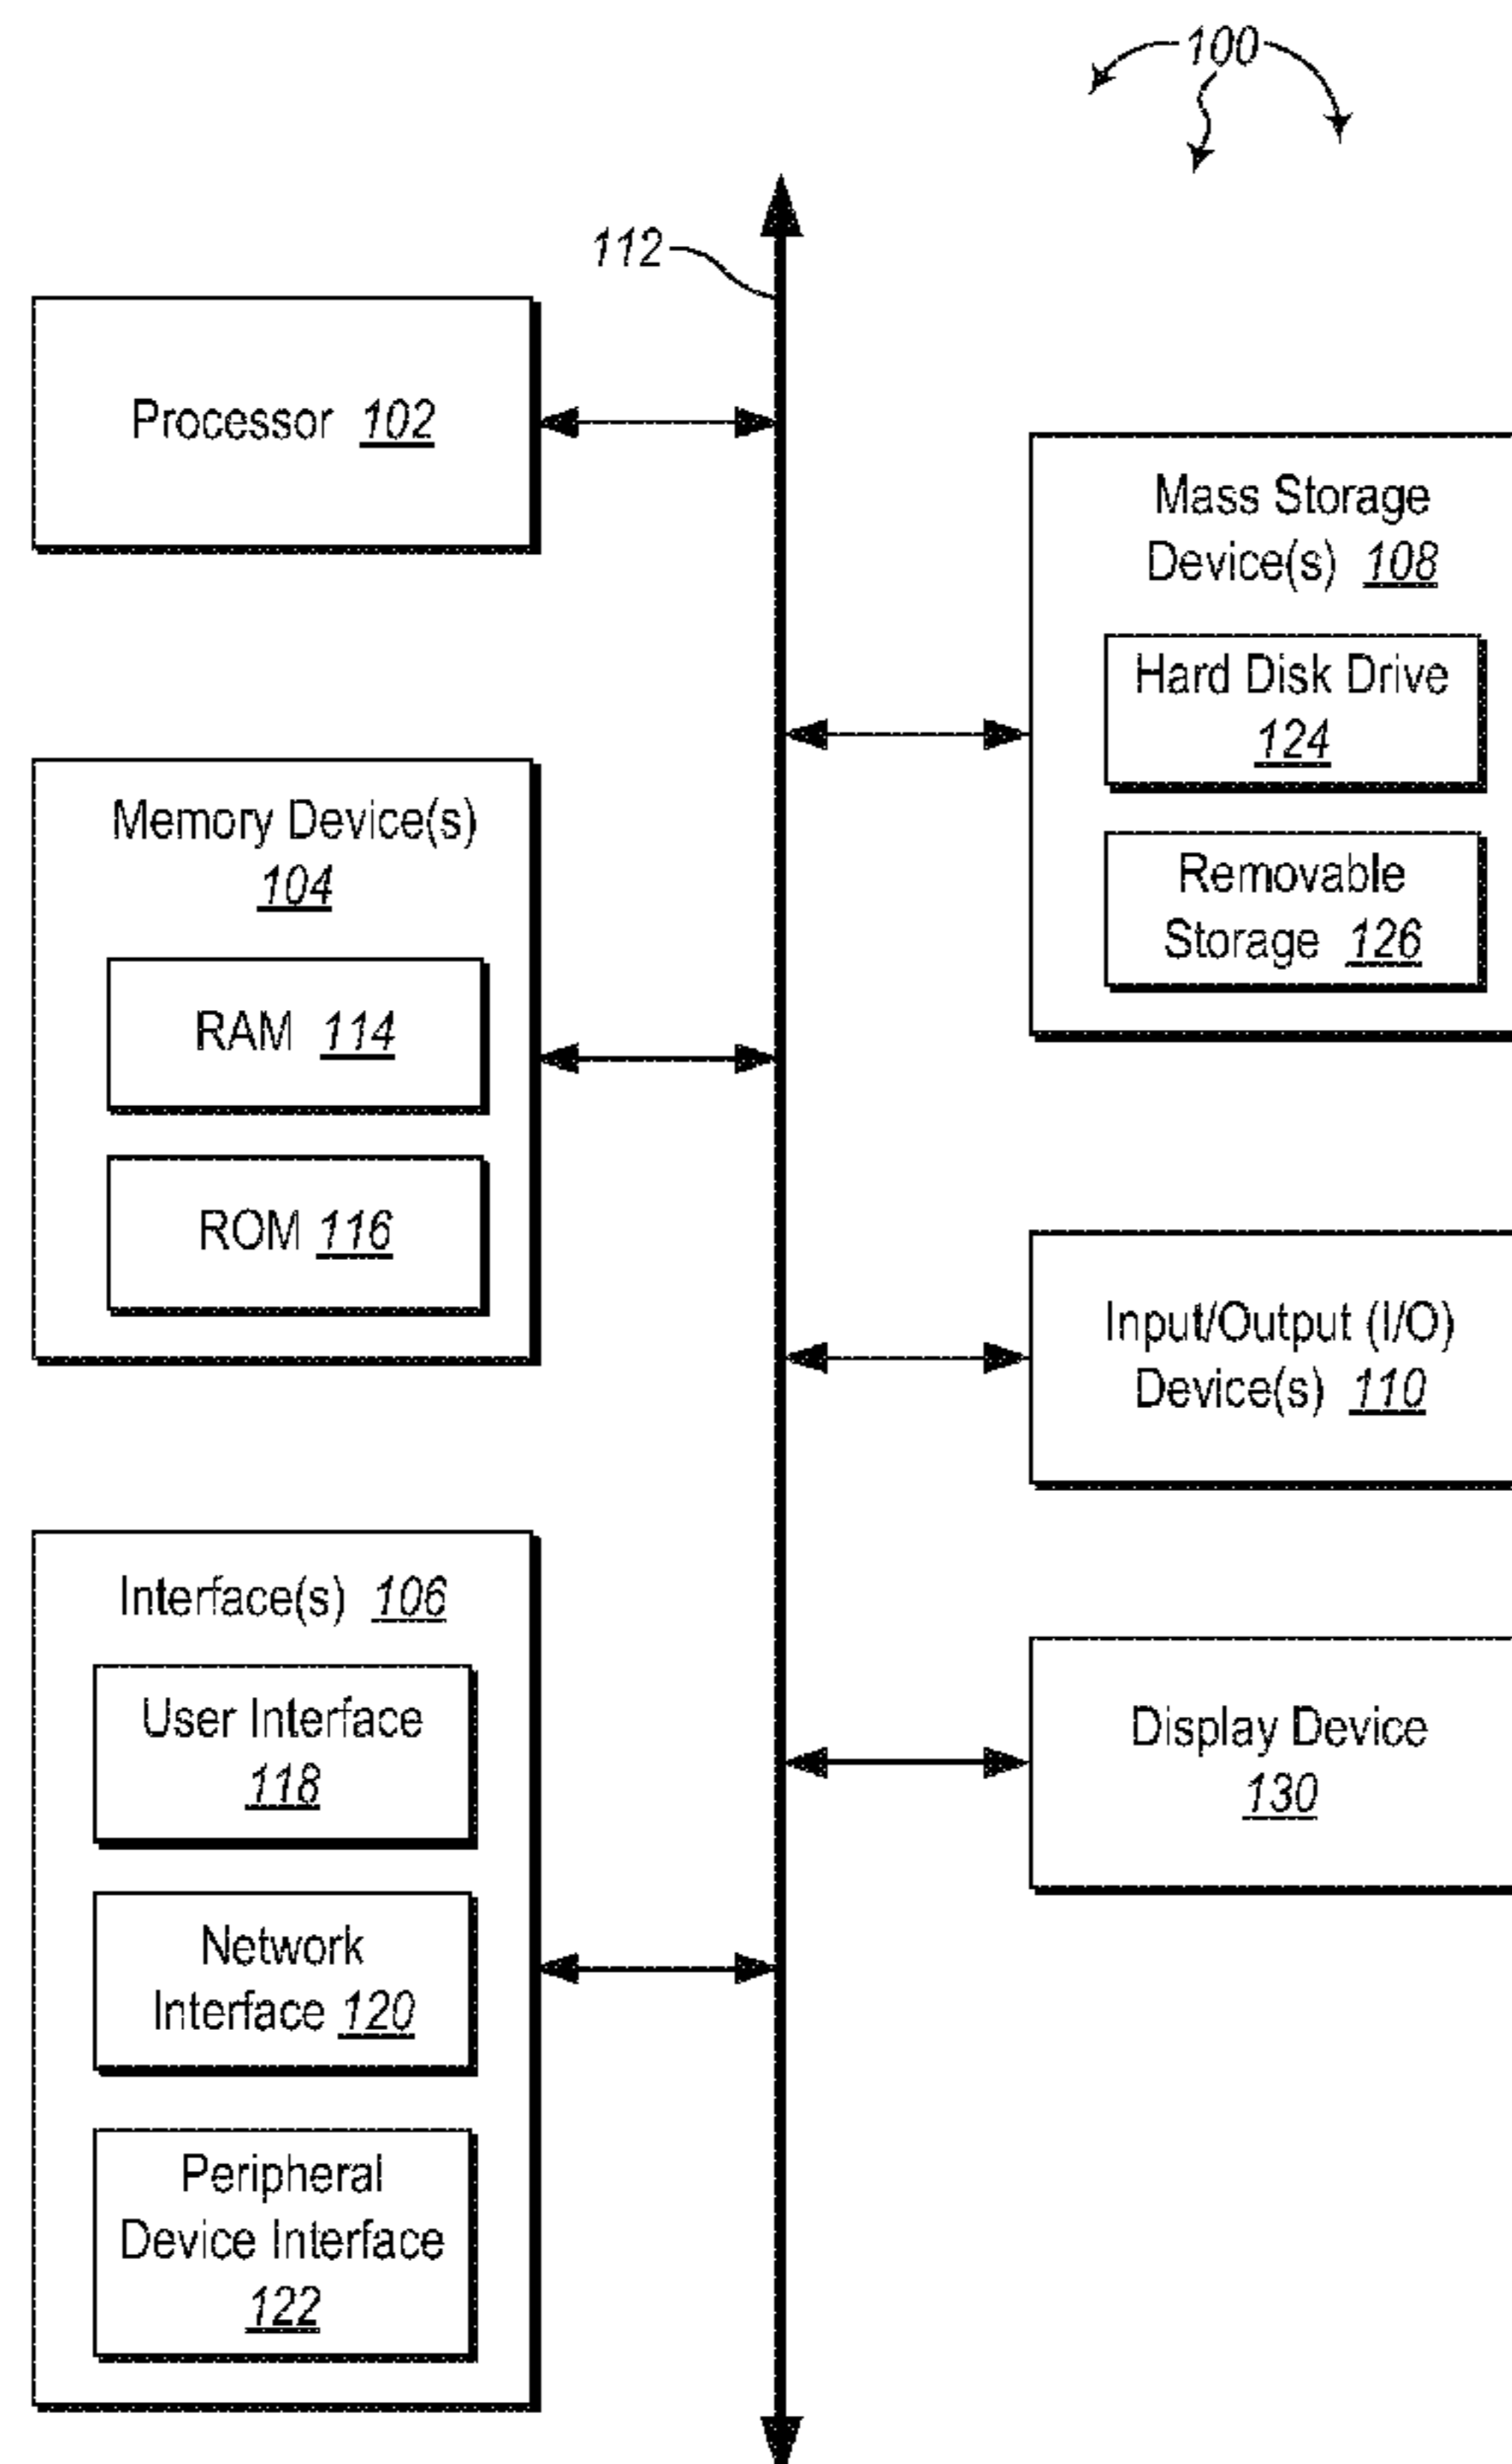 100
112
Processor 102
Mass Storage
Device(s) 108
Hard Disk Drive
124
Removable
Storage 126
Memory Device(s)
104
RAM 114
ROM 116
Input/Output (I/O)
Device(s) 110
Interface(s) 106
User Interface
118
Network
Interface 120
Peripheral
Device Interface
122
Display Device
130